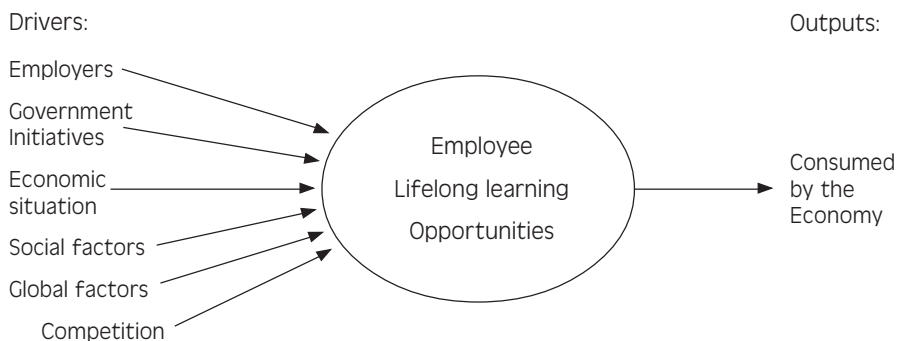 Drivers:
Outputs:
Employers
Government
Initiatives
Economic
situation
Social factors
Global factors
Competition
Employee
Lifelong learning
Opportunities
Consumed
by the
Economy